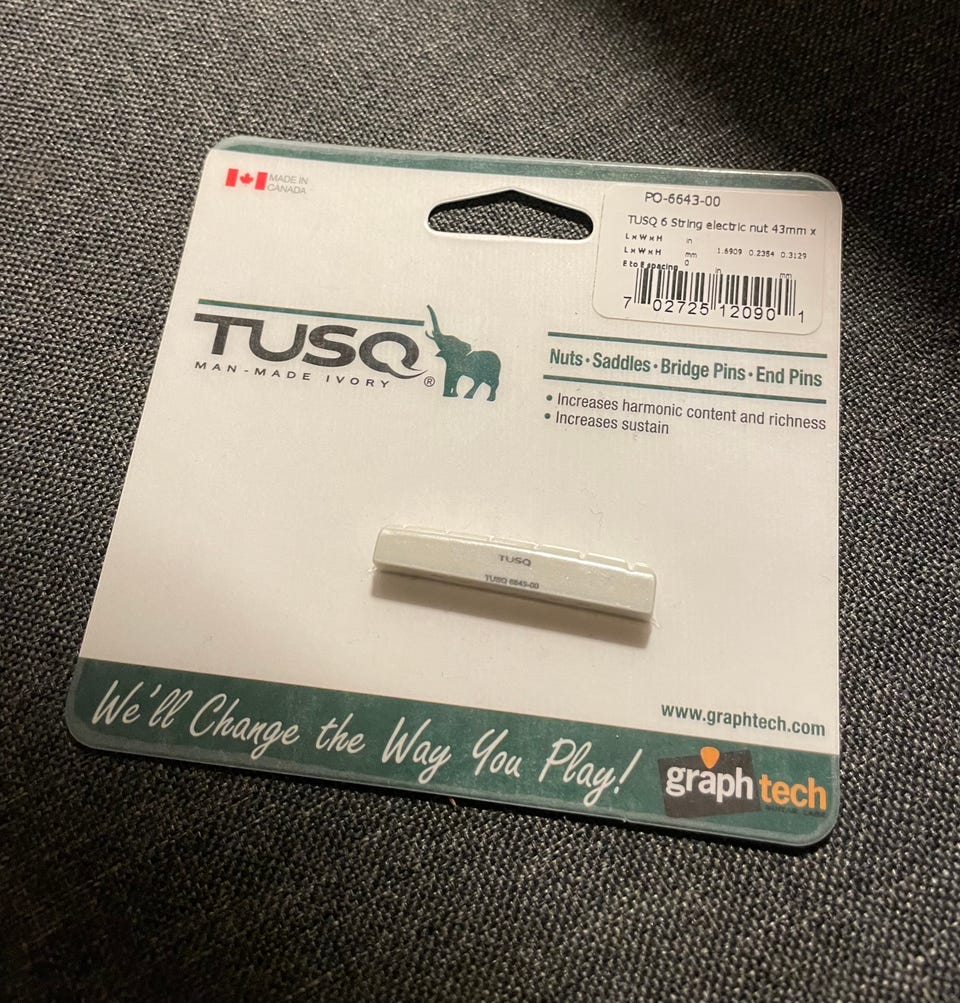 MADE IN
CANADA
PO-6643-00
TUSQ 6 String electric nut 43mm x
L x W x H in
L x W x H mm 1.6909 0.2354 0.3129
E to E spacing 0 in mm
7 02725 12090 1
TUSQ
MAN-MADE IVORY ®
Nuts • Saddles • Bridge Pins • End Pins
• Increases harmonic content and richness
• Increases sustain
TUSQ
TUSQ 6643-00
www.graphtech.com
We'll Change the Way You Play!
graph tech